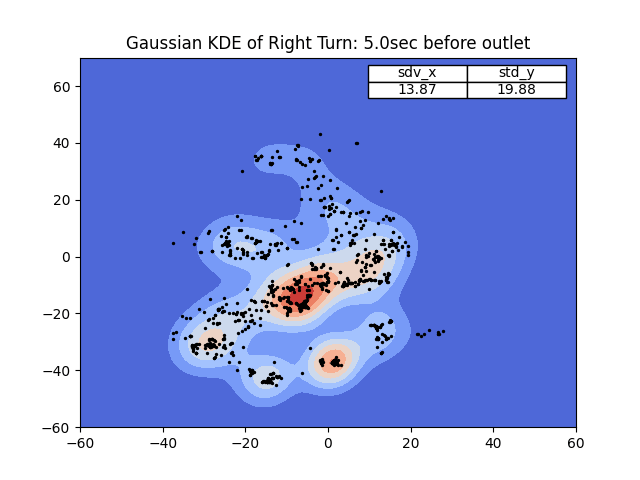 Gaussian KDE of Right Turn: 5.0sec before outlet
sdv_x std_y
13.87 19.88
60
40
20
0
−20
−40
−60
−60 −40 −20 0 20 40 60